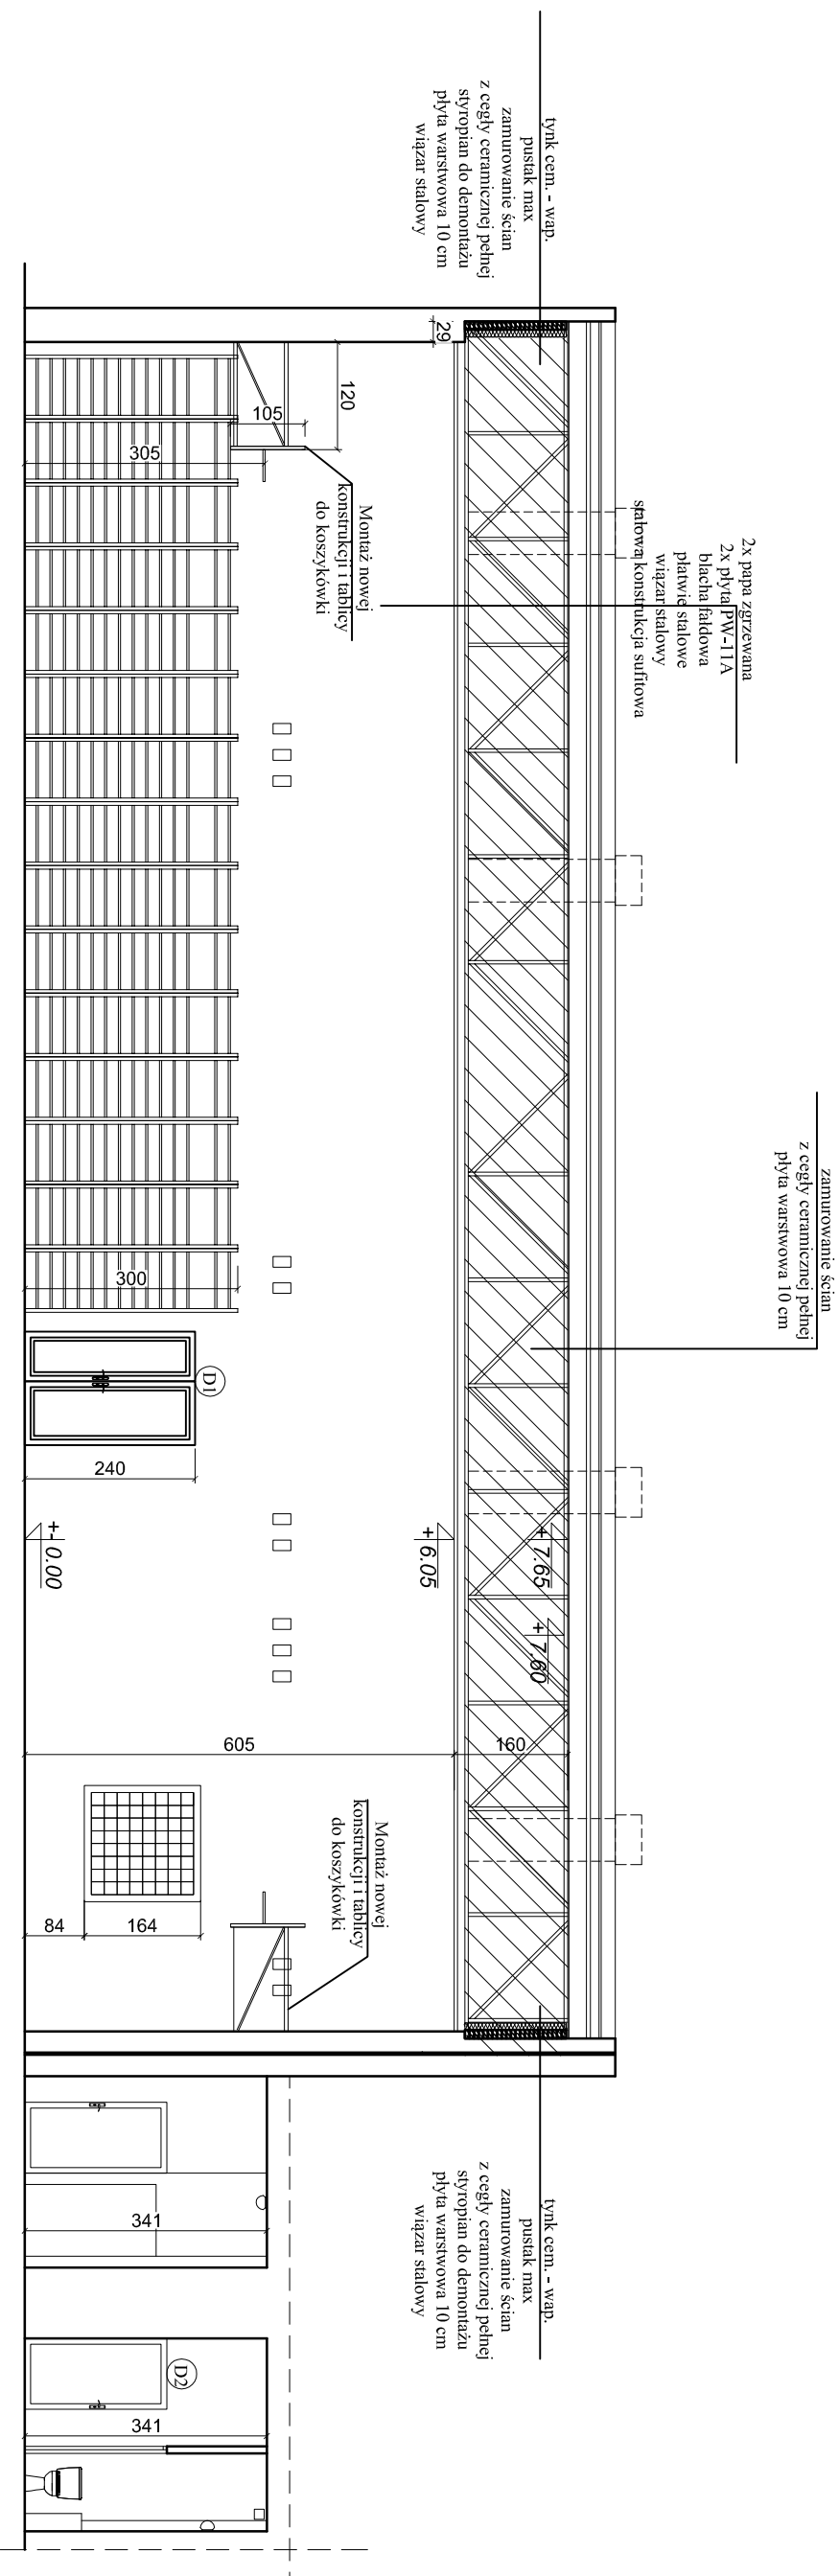 tynk cem. - wap.
pustak max
zamurowanie ścian
z cegły ceramicznej pełnej
styropian do demontażu
płyta warstwowa 10 cm
wiązar stalowy
2x papa zgrzewana
2x płyta PW-11A
blacha fałdowa
płatwie stalowe
wiązar stalowy
stalowa konstrukcja sufitowa
zamurowanie ścian
z cegły ceramicznej pełnej
płyta warstwowa 10 cm
tynk cem. - wap.
pustak max
zamurowanie ścian
z cegły ceramicznej pełnej
styropian do demontażu
płyta warstwowa 10 cm
wiązar stalowy
29
120
105
305
Montaż nowej
konstrukcji i tablicy
do koszykówki
300
D1
240
+ 7.65
+ 7.60
+ 6.05
+- 0.00
605
160
Montaż nowej
konstrukcji i tablicy
do koszykówki
84
164
341
D2
341